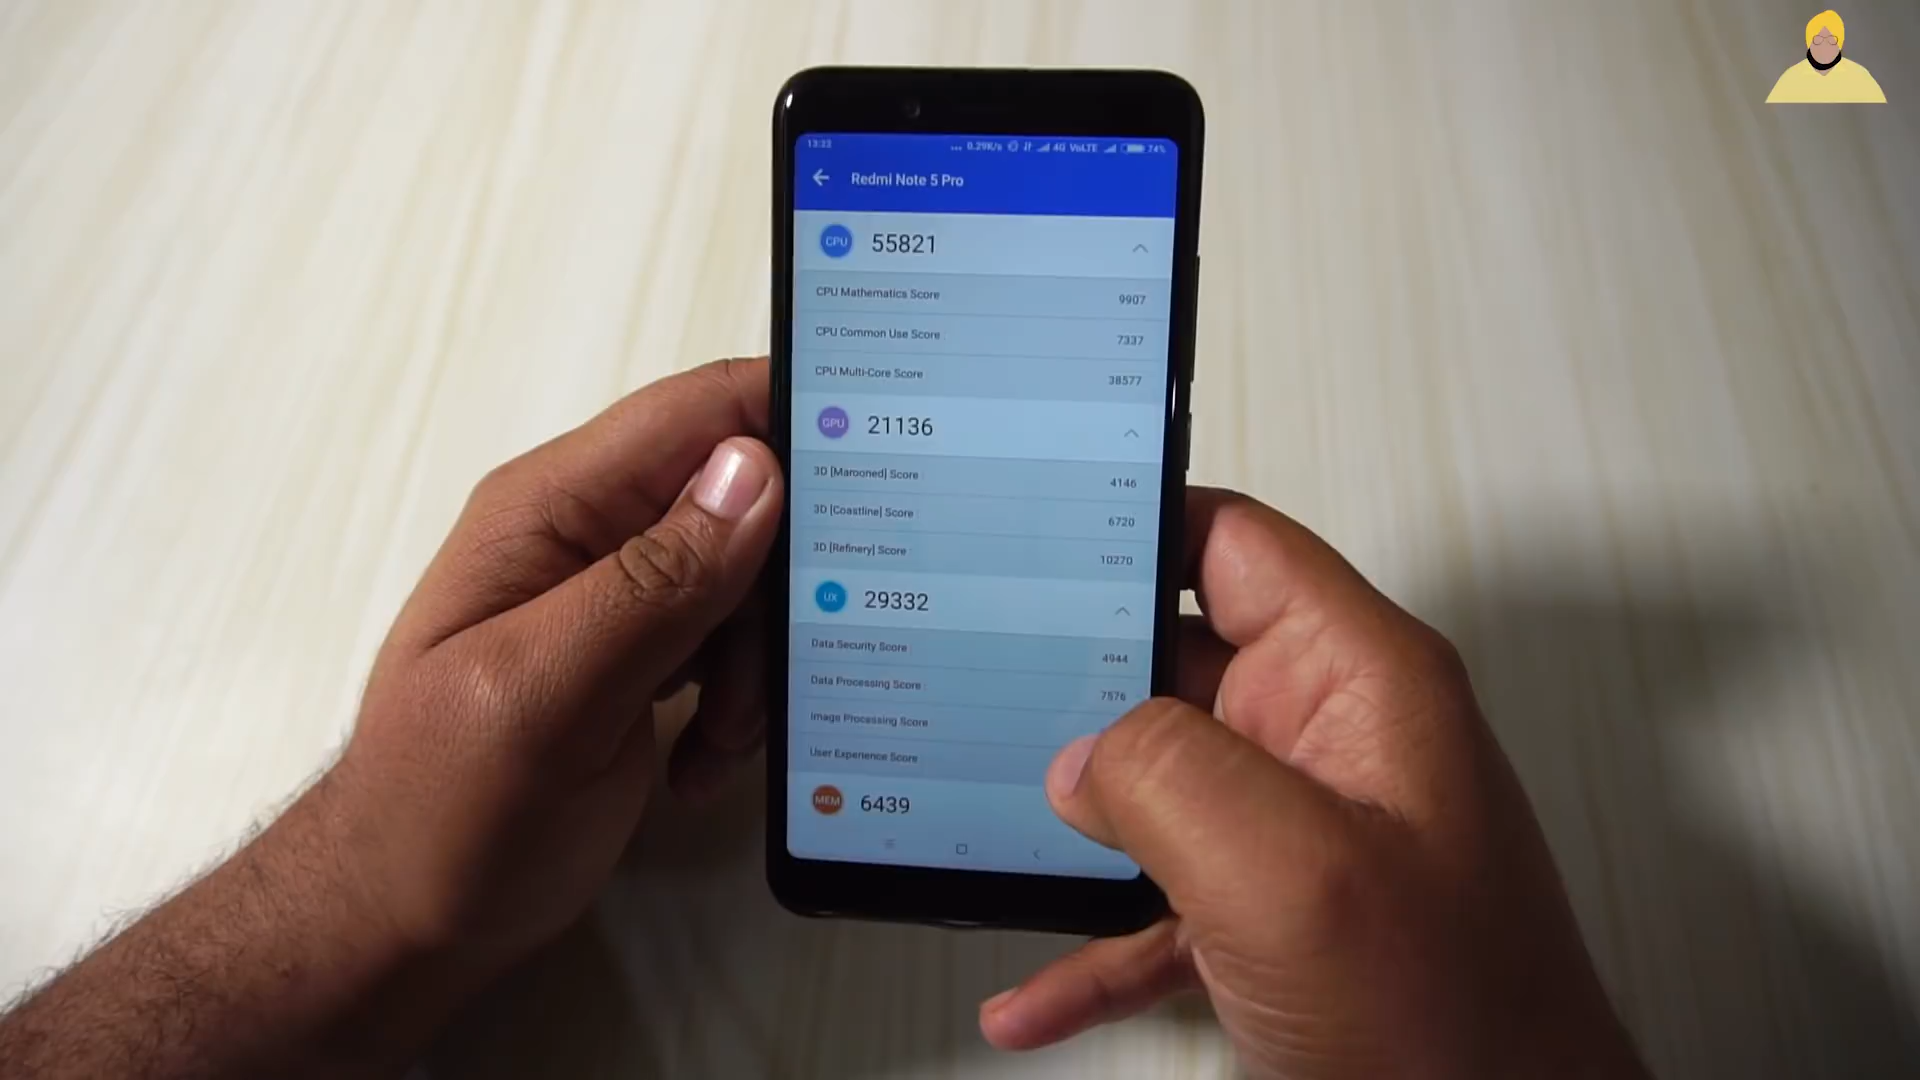 13:22 ... 0.29K/s 4G VoLTE 74%
Redmi Note 5 Pro
CPU 55821
CPU Mathematics Score 9907
CPU Common Use Score 7337
CPU Multi-Core Score 38577
GPU 21136
3D [Marooned] Score 4146
3D [Coastline] Score 6720
3D [Refinery] Score 10270
UX 29332
Data Security Score 4944
Data Processing Score 7576
Image Processing Score
User Experience Score
MEM 6439